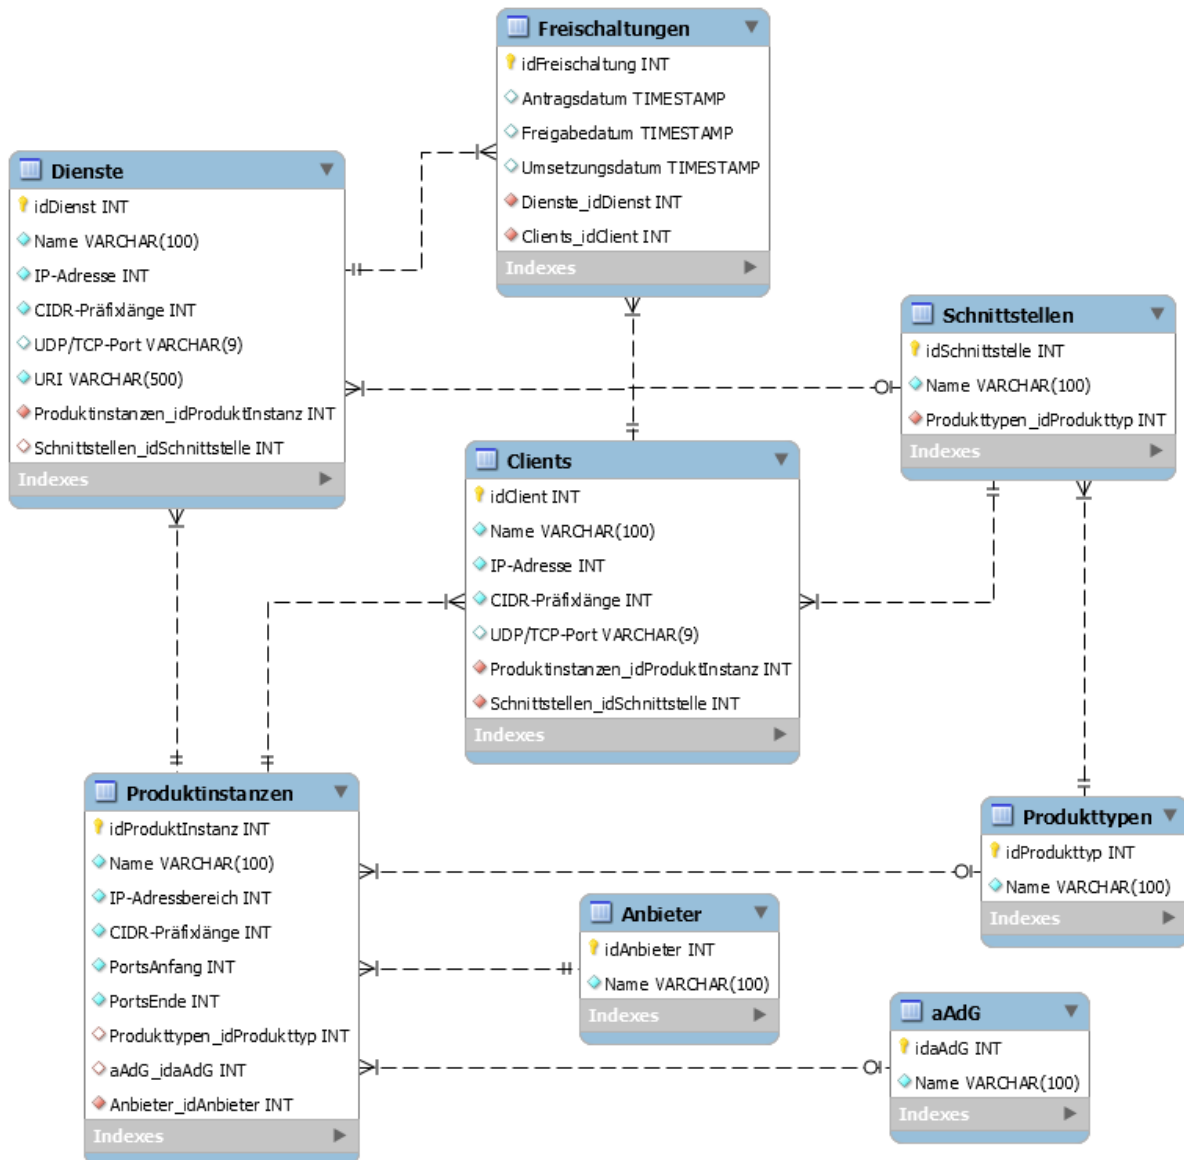 Freischaltungen
idFreischaltung INT
Antragsdatum TIMESTAMP
Freigabedatum TIMESTAMP
Umsetzungsdatum TIMESTAMP
Dienste_idDienst INT
Clients_idClient INT
Indexes
Dienste
idDienst INT
Name VARCHAR(100)
IP-Adresse INT
CIDR-Präfixlänge INT
UDP/TCP-Port VARCHAR(9)
URI VARCHAR(500)
Produktinstanzen_idProduktInstanz INT
Schnittstellen_idSchnittstelle INT
Indexes
Schnittstellen
idSchnittstelle INT
Name VARCHAR(100)
Produkttypen_idProdukttyp INT
Indexes
Clients
idClient INT
Name VARCHAR(100)
IP-Adresse INT
CIDR-Präfixlänge INT
UDP/TCP-Port VARCHAR(9)
Produktinstanzen_idProduktInstanz INT
Schnittstellen_idSchnittstelle INT
Indexes
Produktinstanzen
idProduktInstanz INT
Name VARCHAR(100)
IP-Adressbereich INT
CIDR-Präfixlänge INT
PortsAnfang INT
PortsEnde INT
Produkttypen_idProdukttyp INT
aAdG_idaAdG INT
Anbieter_idAnbieter INT
Indexes
Produkttypen
idProdukttyp INT
Name VARCHAR(100)
Indexes
Anbieter
idAnbieter INT
Name VARCHAR(100)
Indexes
aAdG
idaAdG INT
Name VARCHAR(100)
Indexes